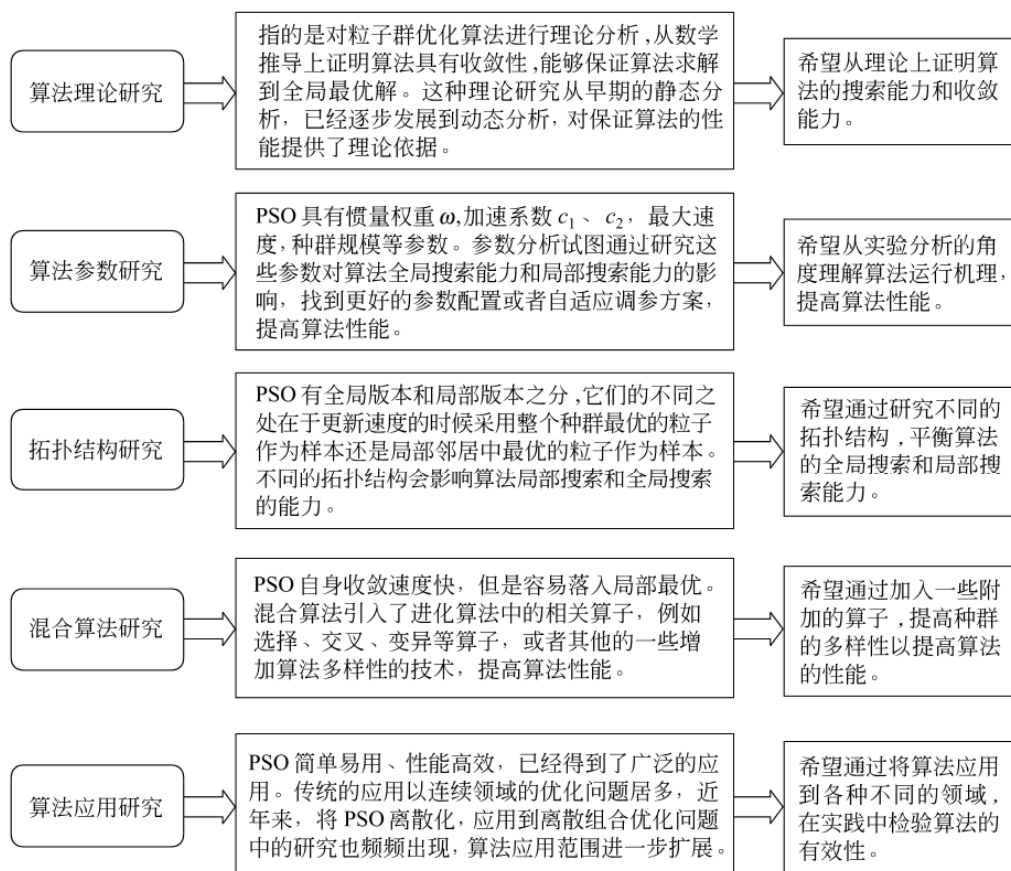 算法理论研究
指的是对粒子群优化算法进行理论分析,从数学
推导上证明算法具有收敛性,能够保证算法求解
到全局最优解。这种理论研究从早期的静态分
析，已经逐步发展到动态分析，对保证算法的性
能提供了理论依据。
希望从理论上证明算
法的搜索能力和收敛
能力。
算法参数研究
PSO 具有惯量权重 ω,加速系数 c₁、c₂，最大速
度,种群规模等参数。参数分析试图通过研究这
些参数对算法全局搜索能力和局部搜索能力的影
响，找到更好的参数配置或者自适应调参方案，
提高算法性能。
希望从实验分析的角
度理解算法运行机理，
提高算法性能。
拓扑结构研究
PSO 有全局版本和局部版本之分,它们的不同之
处在于更新速度的时候采用整个种群最优的粒子
作为样本还是局部邻居中最优的粒子作为样本。
不同的拓扑结构会影响算法局部搜索和全局搜索
的能力。
希望通过研究不同的
拓扑结构,平衡算法
的全局搜索和局部搜
索能力。
混合算法研究
PSO 自身收敛速度快，但是容易落入局部最优。
混合算法引入了进化算法中的相关算子，例如
选择、交叉、变异等算子，或者其他的一些增
加算法多样性的技术，提高算法性能。
希望通过加入一些附
加的算子,提高种群
的多样性以提高算法
的性能。
算法应用研究
PSO 简单易用、性能高效，已经得到了广泛的应
用。传统的应用以连续领域的优化问题居多，近
年来，将 PSO 离散化，应用到离散组合优化问题
中的研究也频频出现，算法应用范围进一步扩展。
希望通过将算法应用
到各种不同的领域，
在实践中检验算法的
有效性。